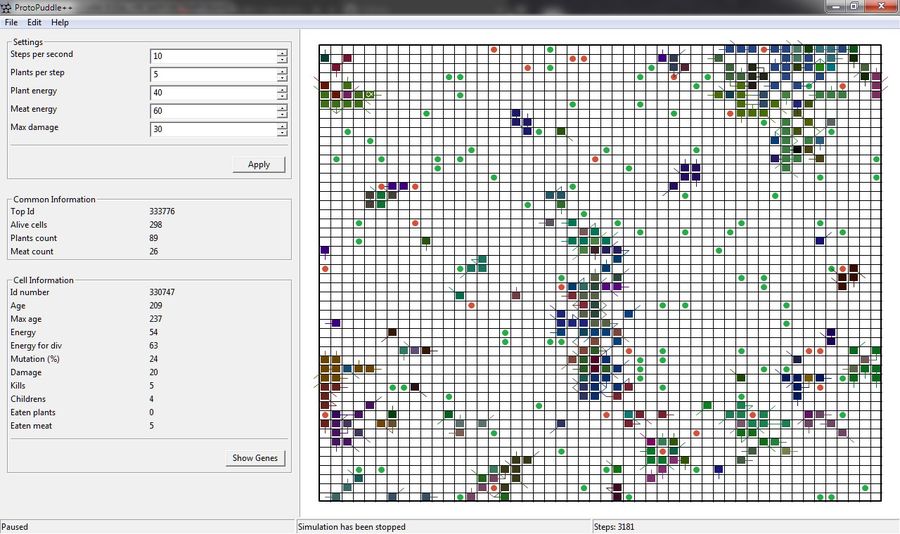 ProtoPuddle++
File Edit Help
Settings
Steps per second 10
Plants per step 5
Plant energy 40
Meat energy 60
Max damage 30
Apply
Common Information
Top Id 333776
Alive cells 298
Plants count 89
Meat count 26
Cell Information
Id number 330747
Age 209
Max age 237
Energy 54
Energy for div 63
Mutation (%) 24
Damage 20
Kills 5
Childrens 4
Eaten plants 0
Eaten meat 5
Show Genes
Paused Simulation has been stopped Steps: 3181